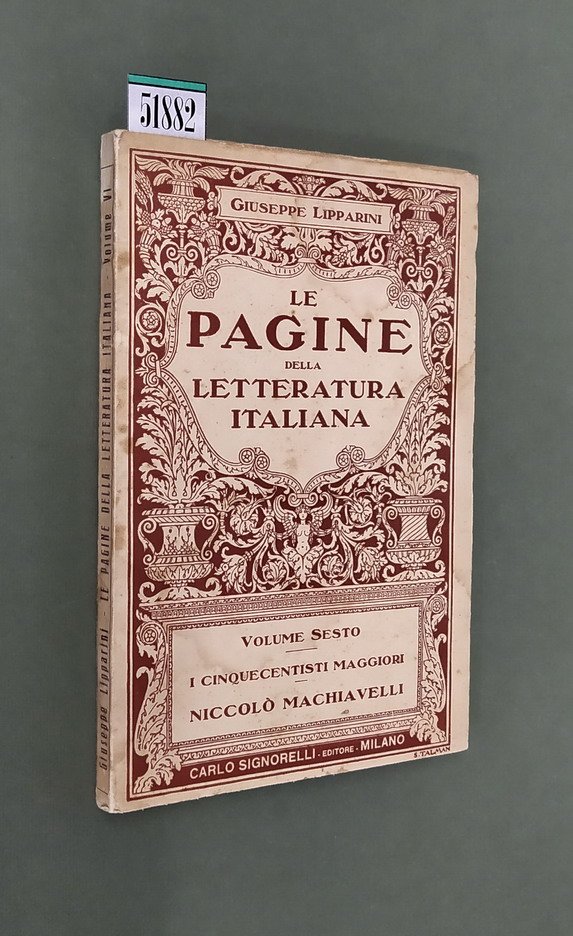 51882
GIUSEPPE LIPPARINI
LE
PAGINE
DELLA
LETTERATURA
ITALIANA
VOLUME SESTO
I CINQUECENTISTI MAGGIORI
NICCOLÒ MACHIAVELLI
CARLO SIGNORELLI - EDITORE - MILANO
S. TALMAN
Giuseppe Lipparini - LE PAGINE DELLA LETTERATURA ITALIANA - Volume VI